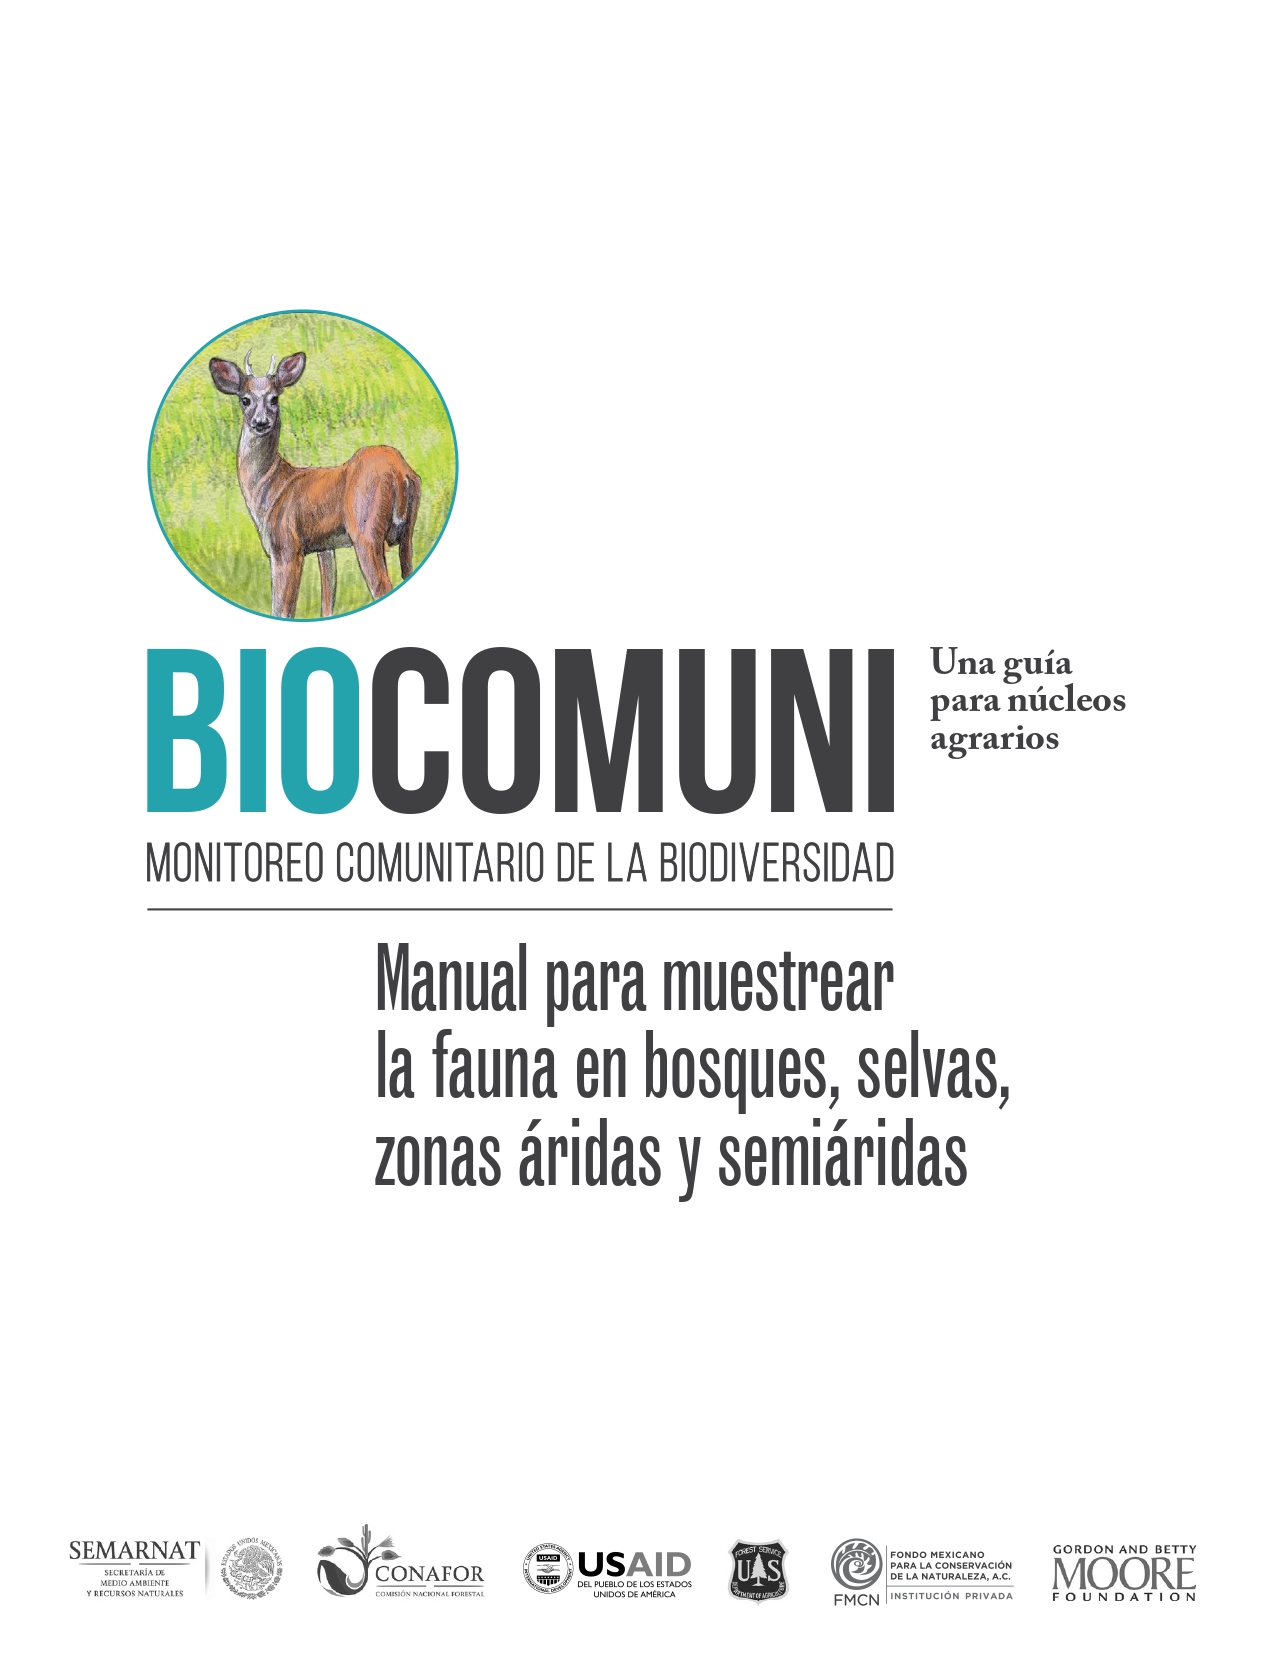 BIOCOMUNI
Una guía
para núcleos
agrarios
MONITOREO COMUNITARIO DE LA BIODIVERSIDAD
Manual para muestrear
la fauna en bosques, selvas,
zonas áridas y semiáridas
SEMARNAT
SECRETARÍA DE
MEDIO AMBIENTE
Y RECURSOS NATURALES
ESTADOS UNIDOS MEXICANOS
CONAFOR
COMISIÓN NACIONAL FORESTAL
UNITED STATES AGENCY
USAID
INTERNATIONAL DEVELOPMENT
USAID
DEL PUEBLO DE LOS ESTADOS
UNIDOS DE AMÉRICA
FOREST SERVICE
U S
DEPARTMENT OF AGRICULTURE
FMCN
FONDO MEXICANO
PARA LA CONSERVACIÓN
DE LA NATURALEZA, A.C.
INSTITUCIÓN PRIVADA
GORDON AND BETTY
MOORE
FOUNDATION